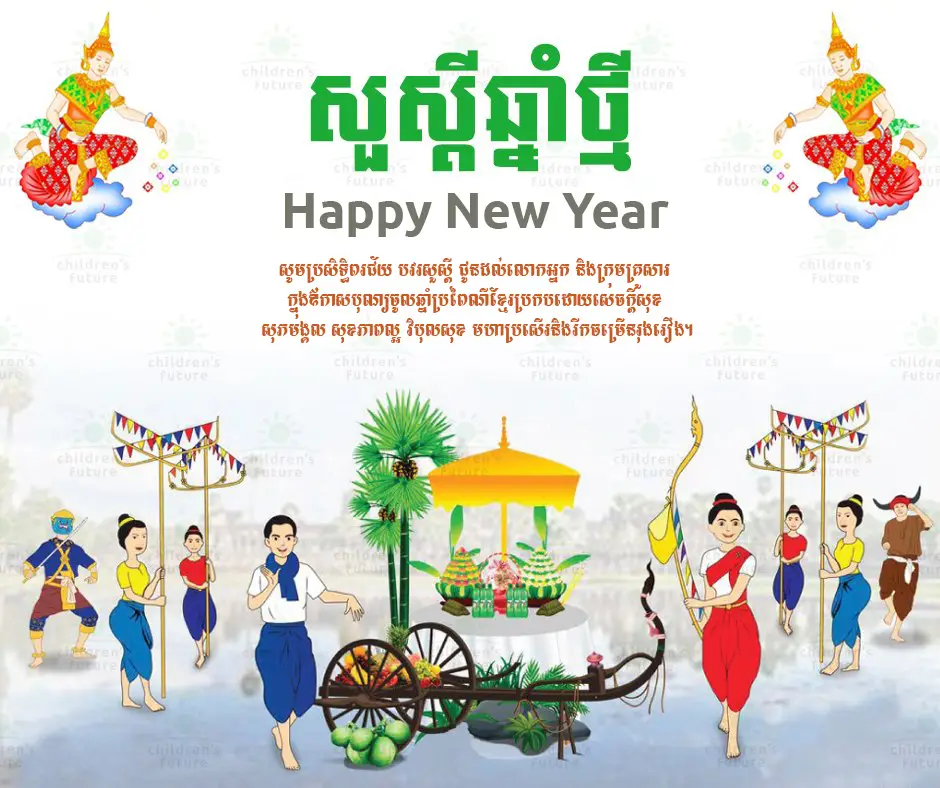 សួស្តីឆ្នាំថ្មី
Happy New Year
សូមប្រសិទ្ធិពរជ័យ បវរសួស្តី ជូនដល់លោកអ្នក និងក្រុមគ្រួសារ
ក្នុងឱកាសបុណ្យចូលឆ្នាំប្រពៃណីខ្មែរប្រកបដោយសេចក្តីសុខ
សុភមង្គល សុខភាពល្អ វិបុលសុខ មហាប្រសើរនិងរីកចម្រើនរុងរឿង។
children's
future